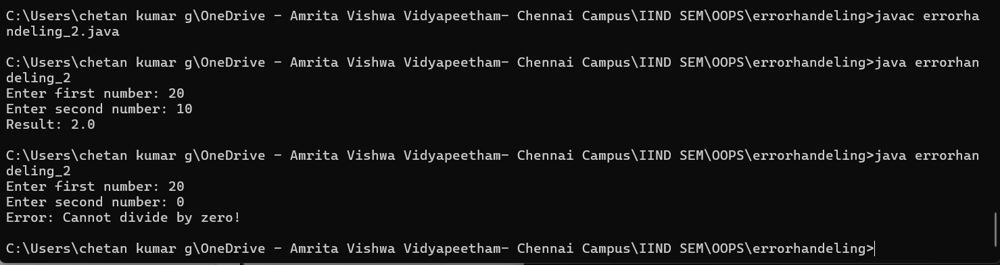 C:\Users\chetan kumar g\OneDrive - Amrita Vishwa Vidyapeetham- Chennai Campus\IIND SEM\OOPS\errorhandeling>javac errorha
ndeling_2.java
C:\Users\chetan kumar g\OneDrive - Amrita Vishwa Vidyapeetham- Chennai Campus\IIND SEM\OOPS\errorhandeling>java errorhan
deling_2
Enter first number: 20
Enter second number: 10
Result: 2.0
C:\Users\chetan kumar g\OneDrive - Amrita Vishwa Vidyapeetham- Chennai Campus\IIND SEM\OOPS\errorhandeling>java errorhan
deling_2
Enter first number: 20
Enter second number: 0
Error: Cannot divide by zero!
C:\Users\chetan kumar g\OneDrive - Amrita Vishwa Vidyapeetham- Chennai Campus\IIND SEM\OOPS\errorhandeling>